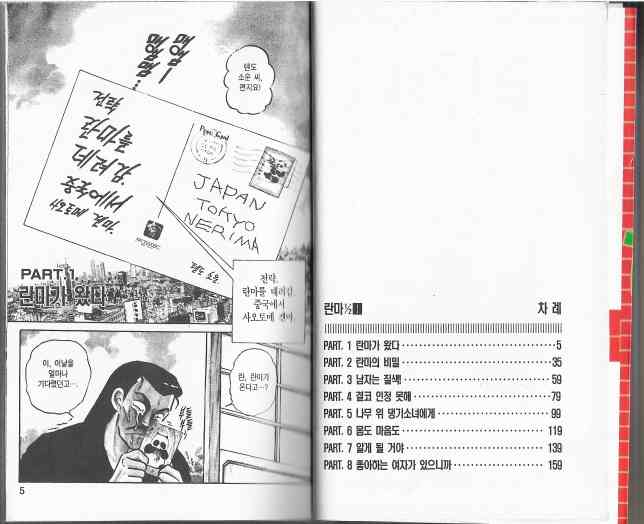 맴앰맴…
맴앰ㅡ
텐도
소운 씨,
편지요!
전략
란마를
데려감.
중국에서
사오토메 겐마.
Post Card
JAPAN
TOKYO
NERIMA
텐도 소운
전략.
란마를 데려감.
중국에서
사오토메 겐마.
PART.1
란마가 왔다
이, 이날을
얼마나
기다렸던고…
란, 란마가
온다고…?
5
란마½ 1
차 례
PART. 1 란마가 왔다 5
PART. 2 란마의 비밀 35
PART. 3 남자는 질색! 59
PART. 4 결코 인정 못해 79
PART. 5 나무 위 댕기소녀에게 99
PART. 6 몸도 마음도 119
PART. 7 알게 될 거야 139
PART. 8 좋아하는 여자가 있으니까 159